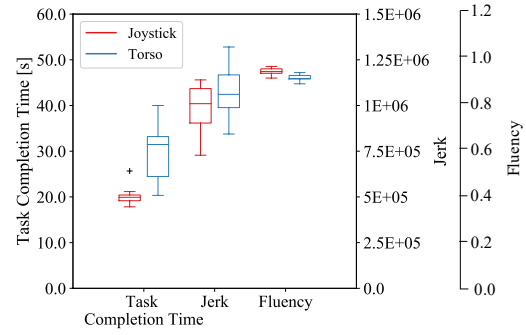 Joystick
Torso
Task Completion Time [s]
60.0
50.0
40.0
30.0
20.0
10.0
0.0
Task
Completion Time
Jerk
Fluency
1.5E+06
1.25E+06
1E+06
7.5E+05
5E+05
2.5E+05
0.0
Jerk
1.2
1.0
0.8
0.6
0.4
0.2
0.0
Fluency